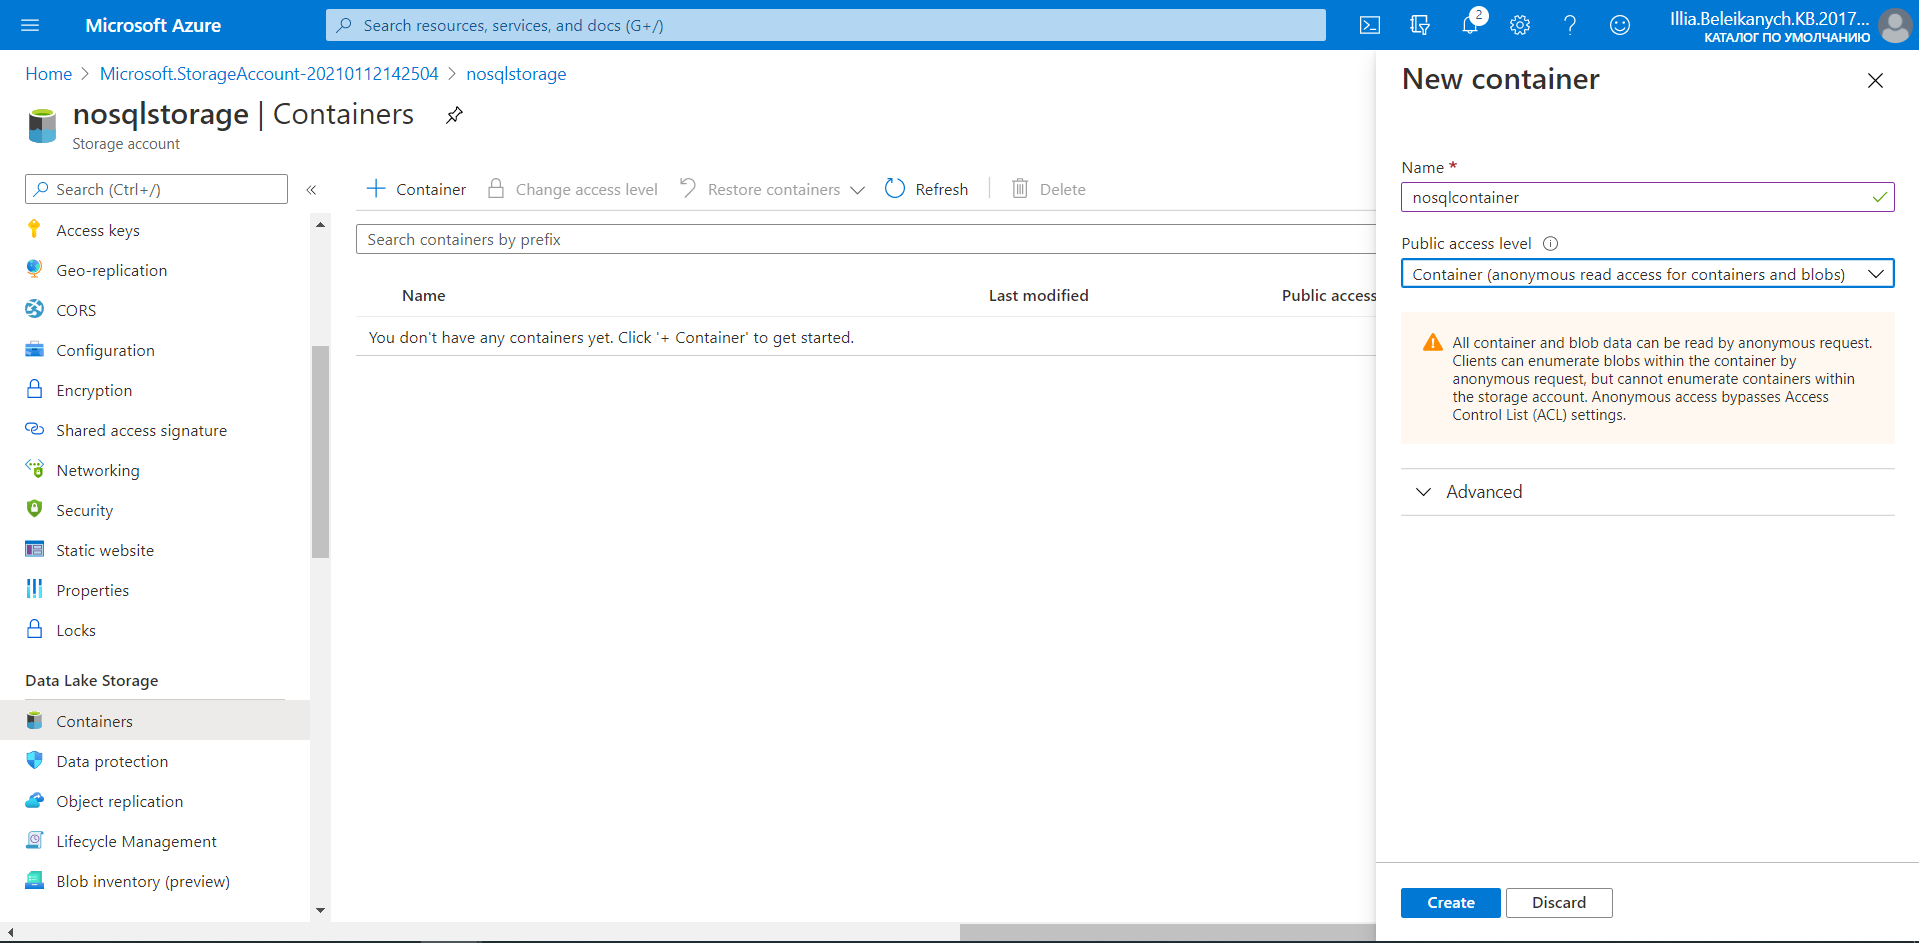 Microsoft Azure
Search resources, services, and docs (G+/)
2
Illia.Beleikanych.KB.2017...
КАТАЛОГ ПО УМОЛЧАНИЮ
Home > Microsoft.StorageAccount-20210112142504 > nosqlstorage
nosqlstorage | Containers
Storage account
Search (Ctrl+/)
«
Access keys
Geo-replication
CORS
Configuration
Encryption
Shared access signature
Networking
Security
Static website
Properties
Locks
Data Lake Storage
Containers
Data protection
Object replication
Lifecycle Management
Blob inventory (preview)
+ Container Change access level Restore containers Refresh Delete
Search containers by prefix
Name Last modified Public access
You don't have any containers yet. Click '+ Container' to get started.
New container
Name *
nosqlcontainer
Public access level
Container (anonymous read access for containers and blobs)
All container and blob data can be read by anonymous request.
Clients can enumerate blobs within the container by
anonymous request, but cannot enumerate containers within
the storage account. Anonymous access bypasses Access
Control List (ACL) settings.
Advanced
Create Discard